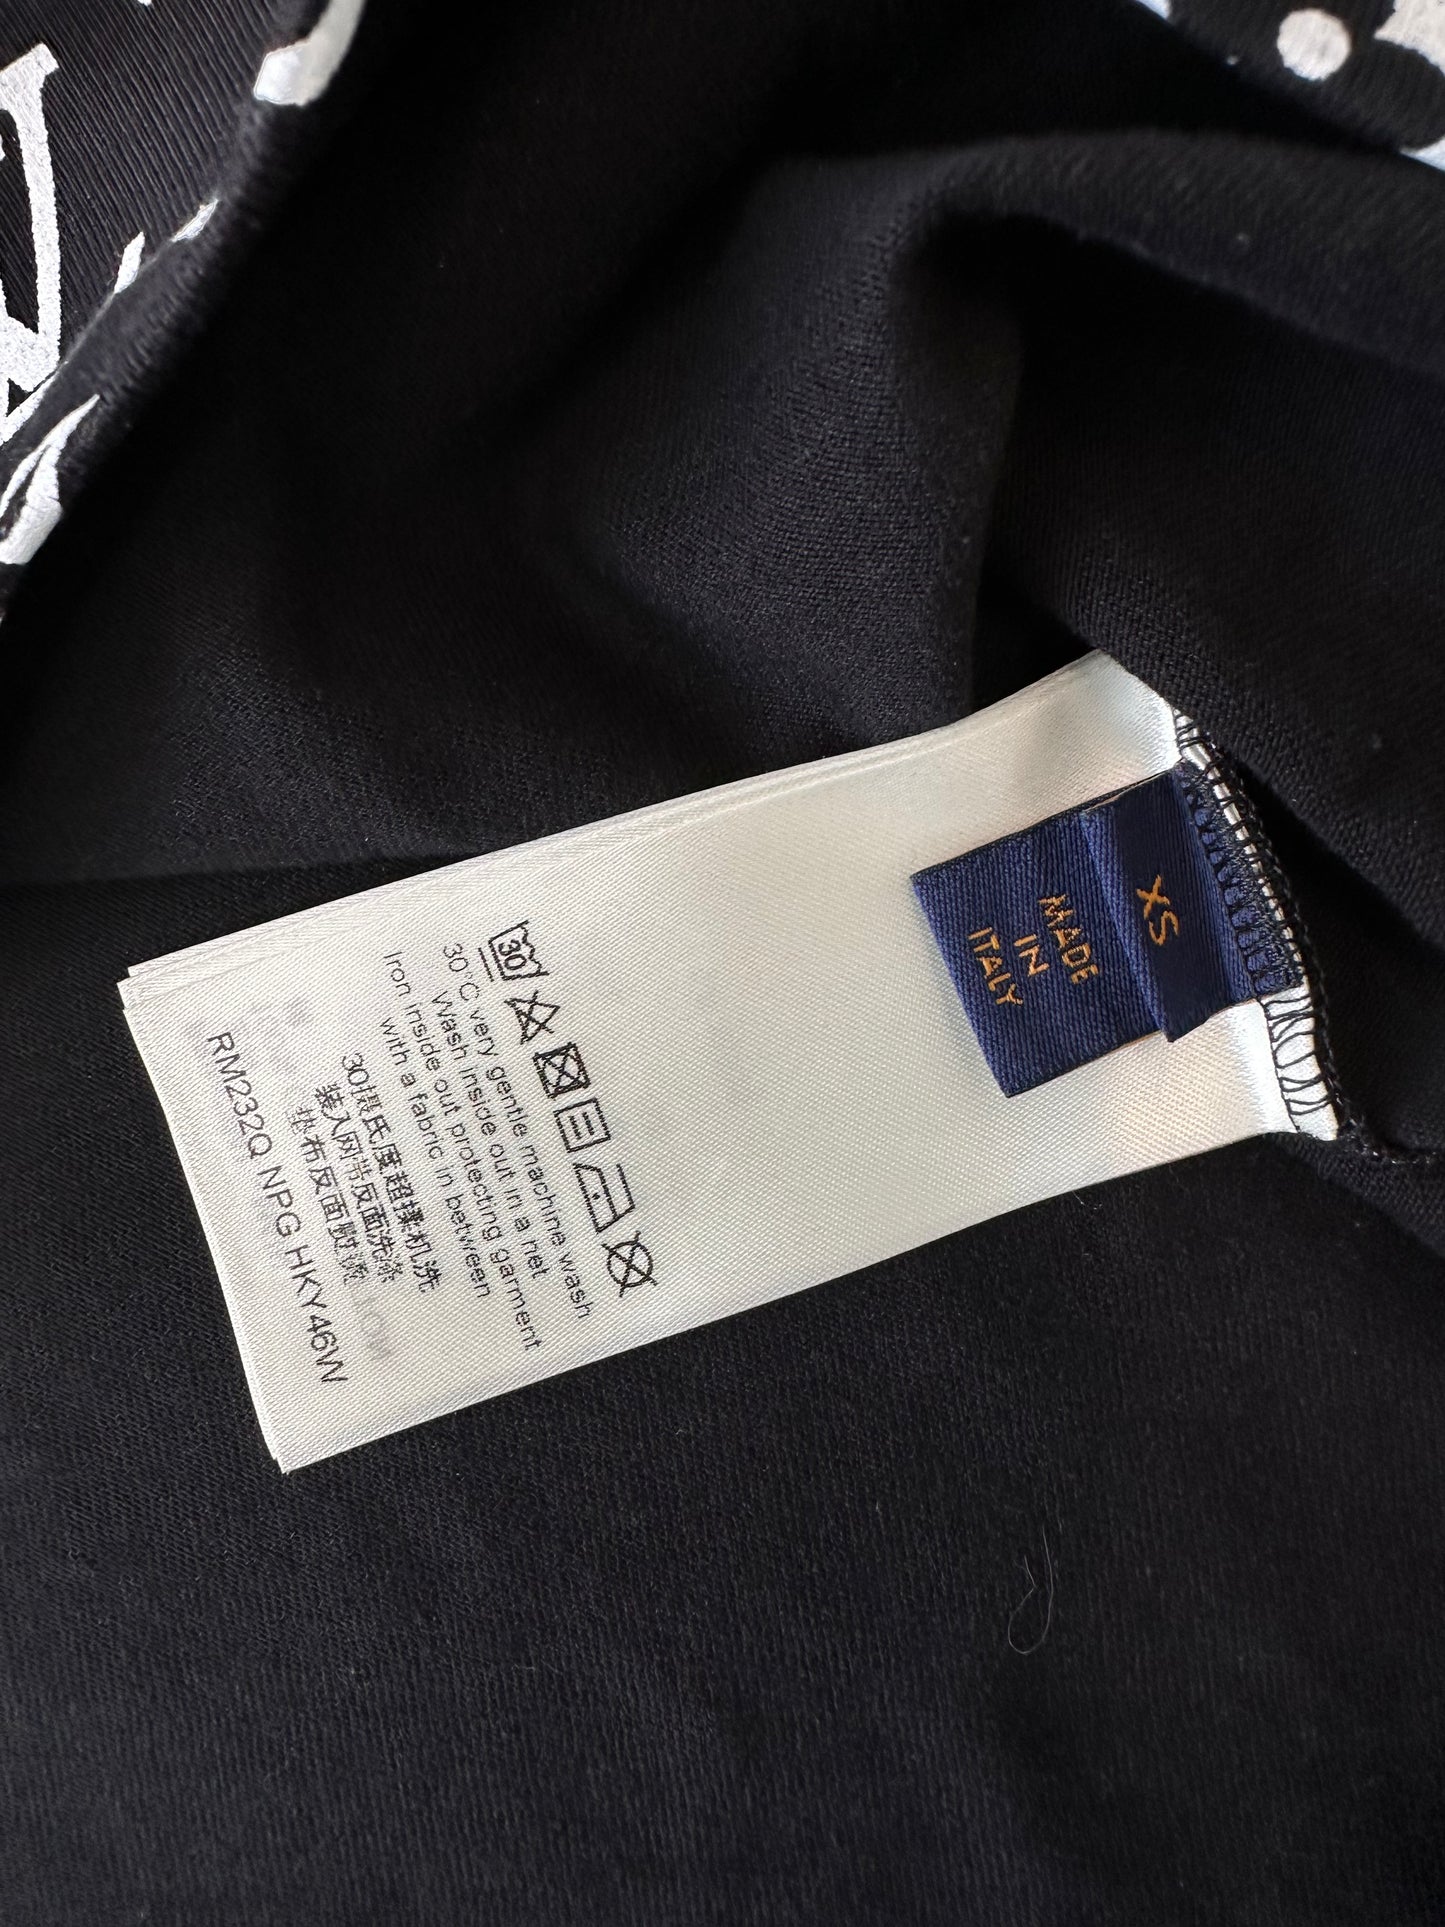 XS
MADE
IN
ITALY
30
30°C very gentle machine wash
Wash inside out in a net
Iron inside out protecting garment
with a fabric in between
30摄氏度超揉机洗
装入网带反面洗涤
垫布反面熨烫
RM232Q NPG HKY46W